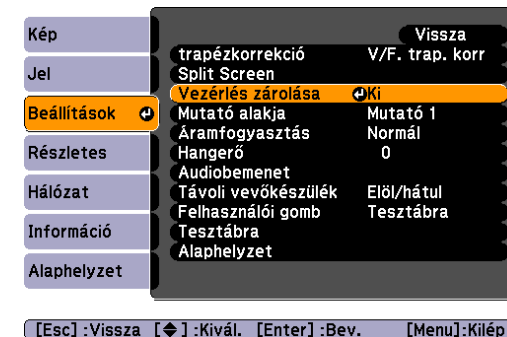 Kép
Jel
Beállítások
Részletes
Hálózat
Információ
Alaphelyzet
Vissza
trapézkorrekció V/F. trap. korr
Split Screen
Vezérlés zárolása Ki
Mutató alakja Mutató 1
Áramfogyasztás Normál
Hangerő 0
Audiobemenet
Távoli vevőkészülék Elöl/hátul
Felhasználói gomb Tesztábra
Tesztábra
Alaphelyzet
[Esc] :Vissza [ ] :Kivál. [Enter] :Bev. [Menu]:Kilép